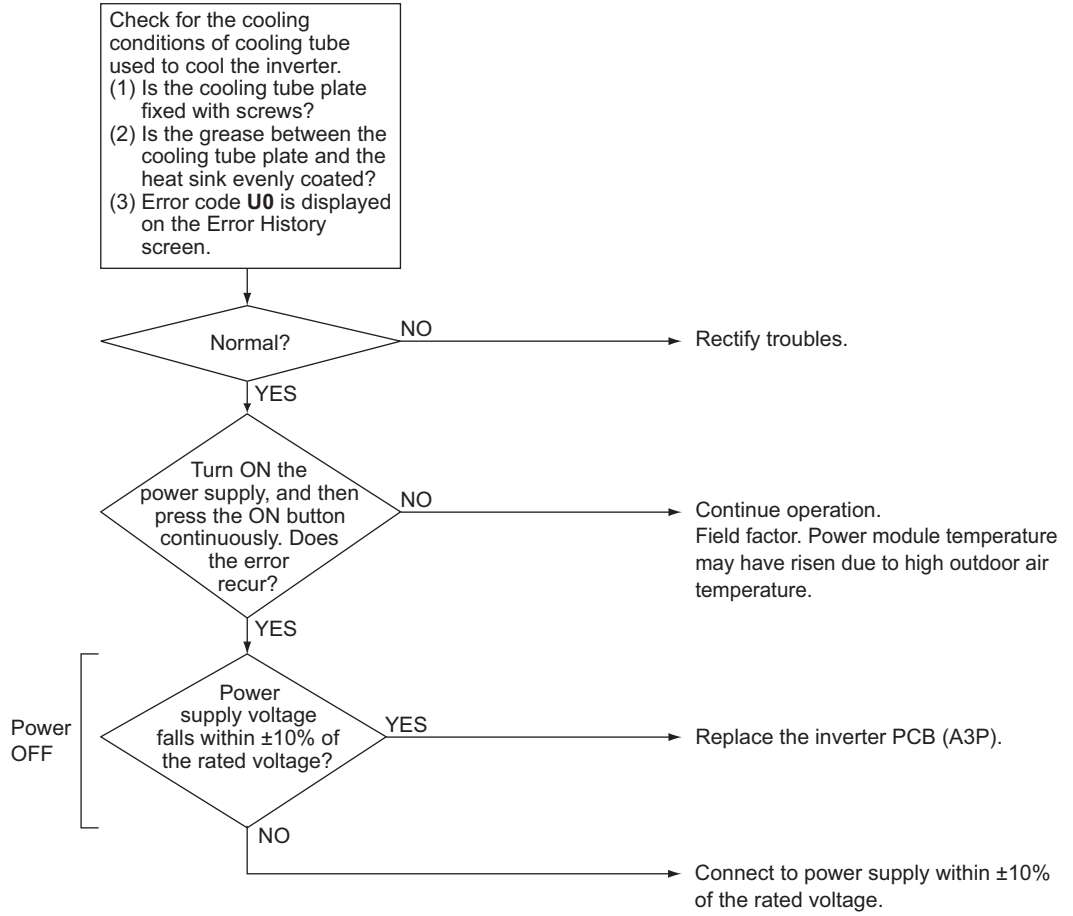 Check for the cooling
conditions of cooling tube
used to cool the inverter.
(1) Is the cooling tube plate
fixed with screws?
(2) Is the grease between the
cooling tube plate and the
heat sink evenly coated?
(3) Error code U0 is displayed
on the Error History
screen.
Normal?
NO
Rectify troubles.
YES
Turn ON the
power supply, and then
press the ON button
continuously. Does
the error
recur?
NO
Continue operation.
Field factor. Power module temperature
may have risen due to high outdoor air
temperature.
YES
Power
OFF
Power
supply voltage
falls within ±10% of
the rated voltage?
YES
Replace the inverter PCB (A3P).
NO
Connect to power supply within ±10%
of the rated voltage.